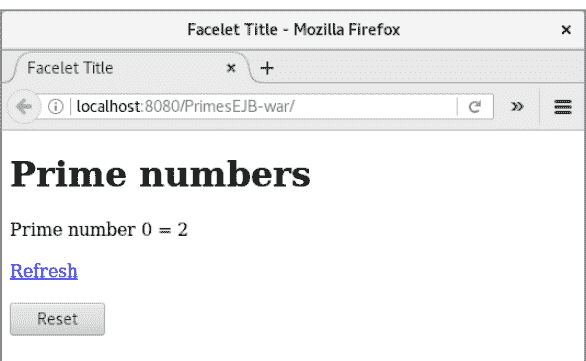 Facelet Title - Mozilla Firefox ×
Facelet Title × +
localhost:8080/PrimesEJB-war/ »
Prime numbers
Prime number 0 = 2
Refresh
Reset